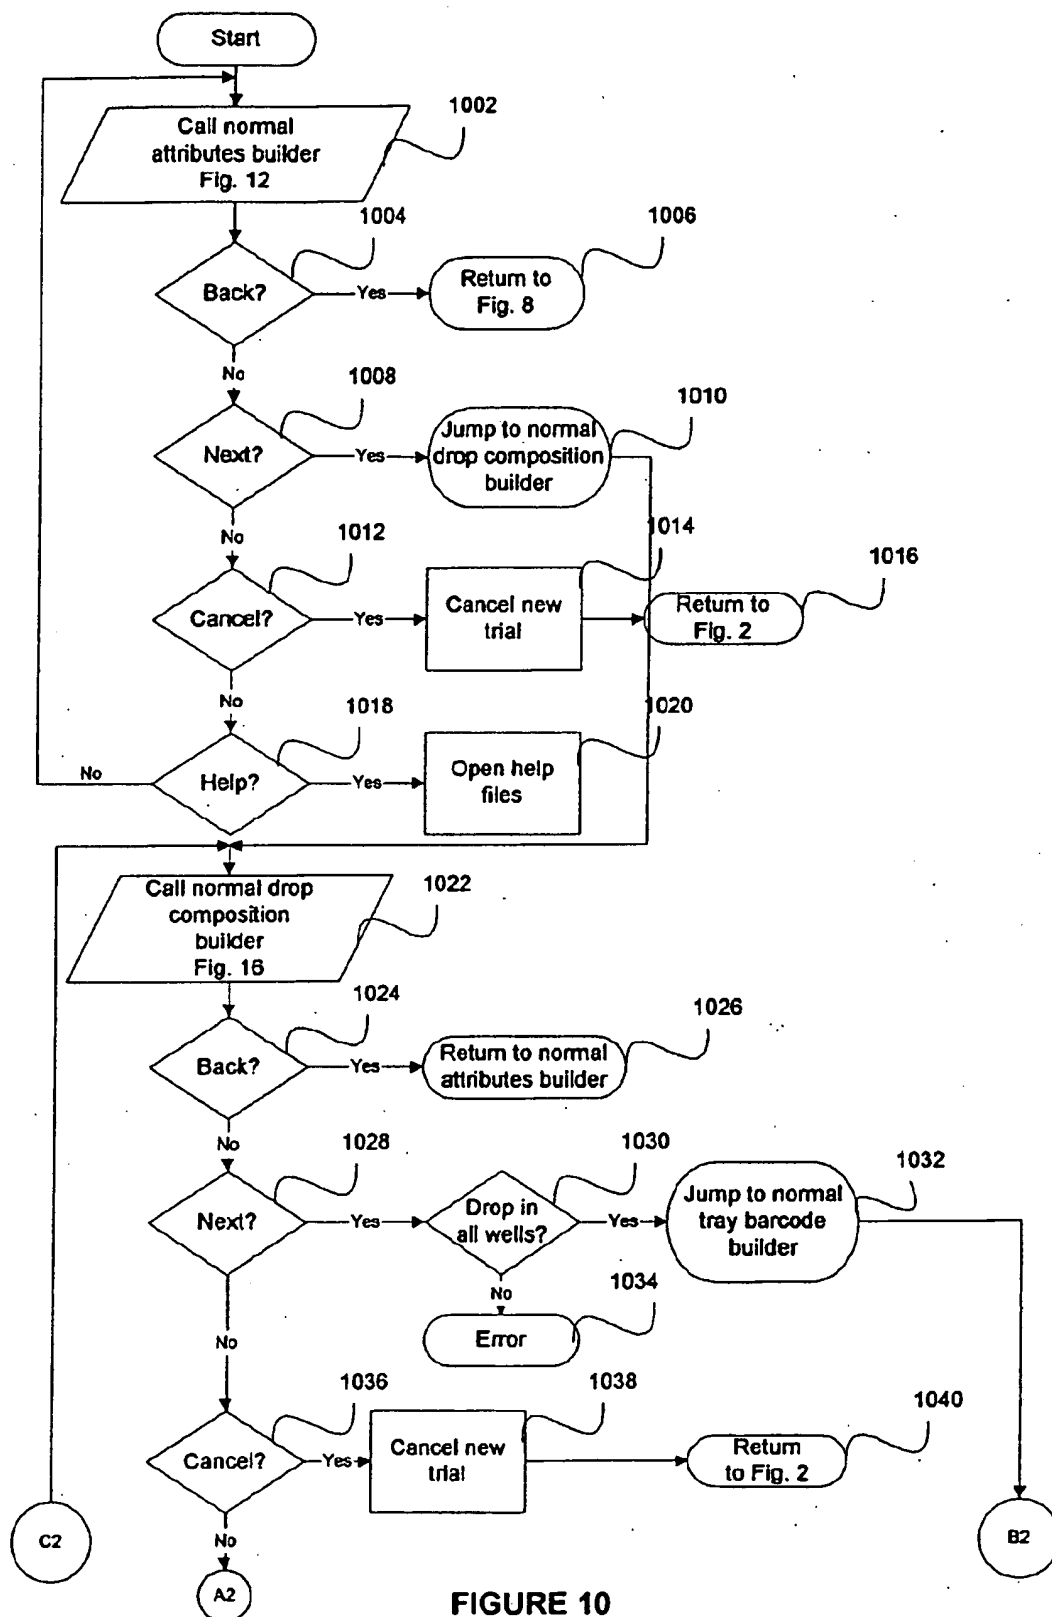 Start
Call normal
attributes builder
Fig. 12
1002
1004
Back?
Yes
Return to
Fig. 8
1006
No
1008
Next?
Yes
Jump to normal
drop composition
builder
1010
No
1012
Cancel?
Yes
Cancel new
trial
1014
Return to
Fig. 2
1016
No
1018
No
Help?
Yes
Open help
files
1020
Call normal drop
composition
builder
Fig. 16
1022
1024
Back?
Yes
Return to normal
attributes builder
1026
No
1028
Next?
Yes
Drop in
all wells?
1030
Yes
Jump to normal
tray barcode
builder
1032
No
Error
1034
No
1036
Cancel?
Yes
Cancel new
trial
1038
Return
to Fig. 2
1040
C2
No
A2
B2
FIGURE 10